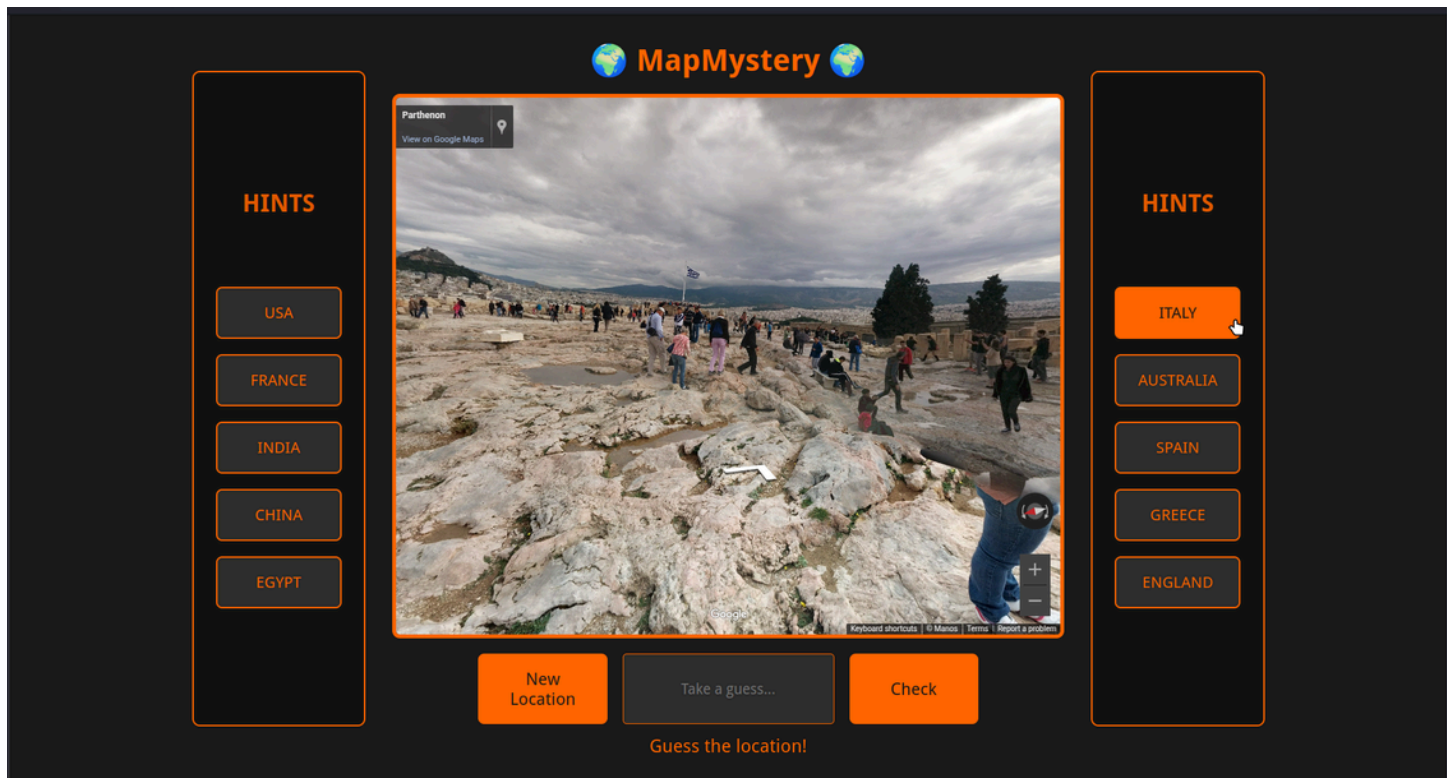 MapMystery
HINTS
USA
FRANCE
INDIA
CHINA
EGYPT
Parthenon
View on Google Maps
Google
Keyboard shortcuts
© Manos
Terms
Report a problem
New
Location
Take a guess...
Check
Guess the location!
HINTS
ITALY
AUSTRALIA
SPAIN
GREECE
ENGLAND